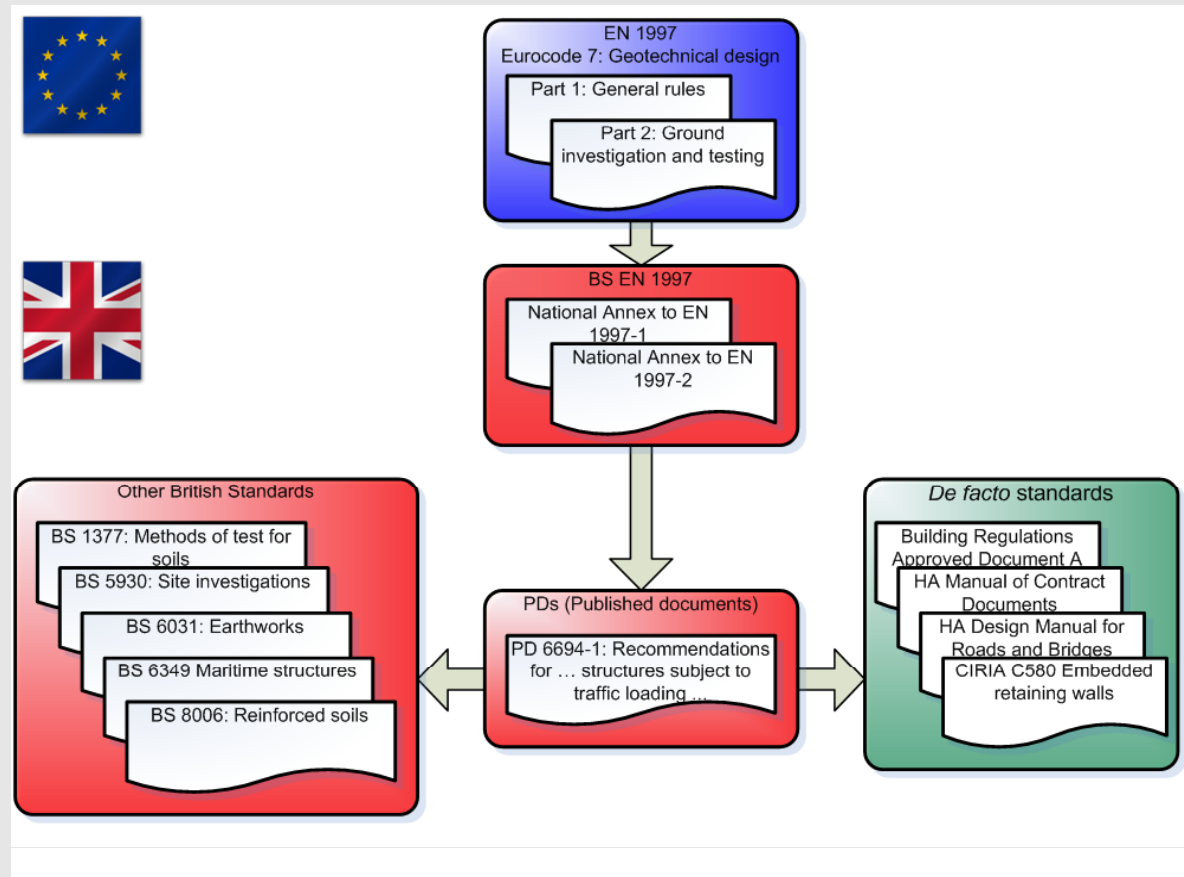 EN 1997
Eurocode 7: Geotechnical design
Part 1: General rules
Part 2: Ground
investigation and testing
BS EN 1997
National Annex to EN
1997-1
National Annex to EN
1997-2
Other British Standards
BS 1377: Methods of test for
soils
BS 5930: Site investigations
BS 6031: Earthworks
BS 6349 Maritime structures
BS 8006: Reinforced soils
PDs (Published documents)
PD 6694-1: Recommendations
for … structures subject to
traffic loading ...
De facto standards
Building Regulations
Approved Document A
HA Manual of Contract
Documents
HA Design Manual for
Roads and Bridges
CIRIA C580 Embedded
retaining walls